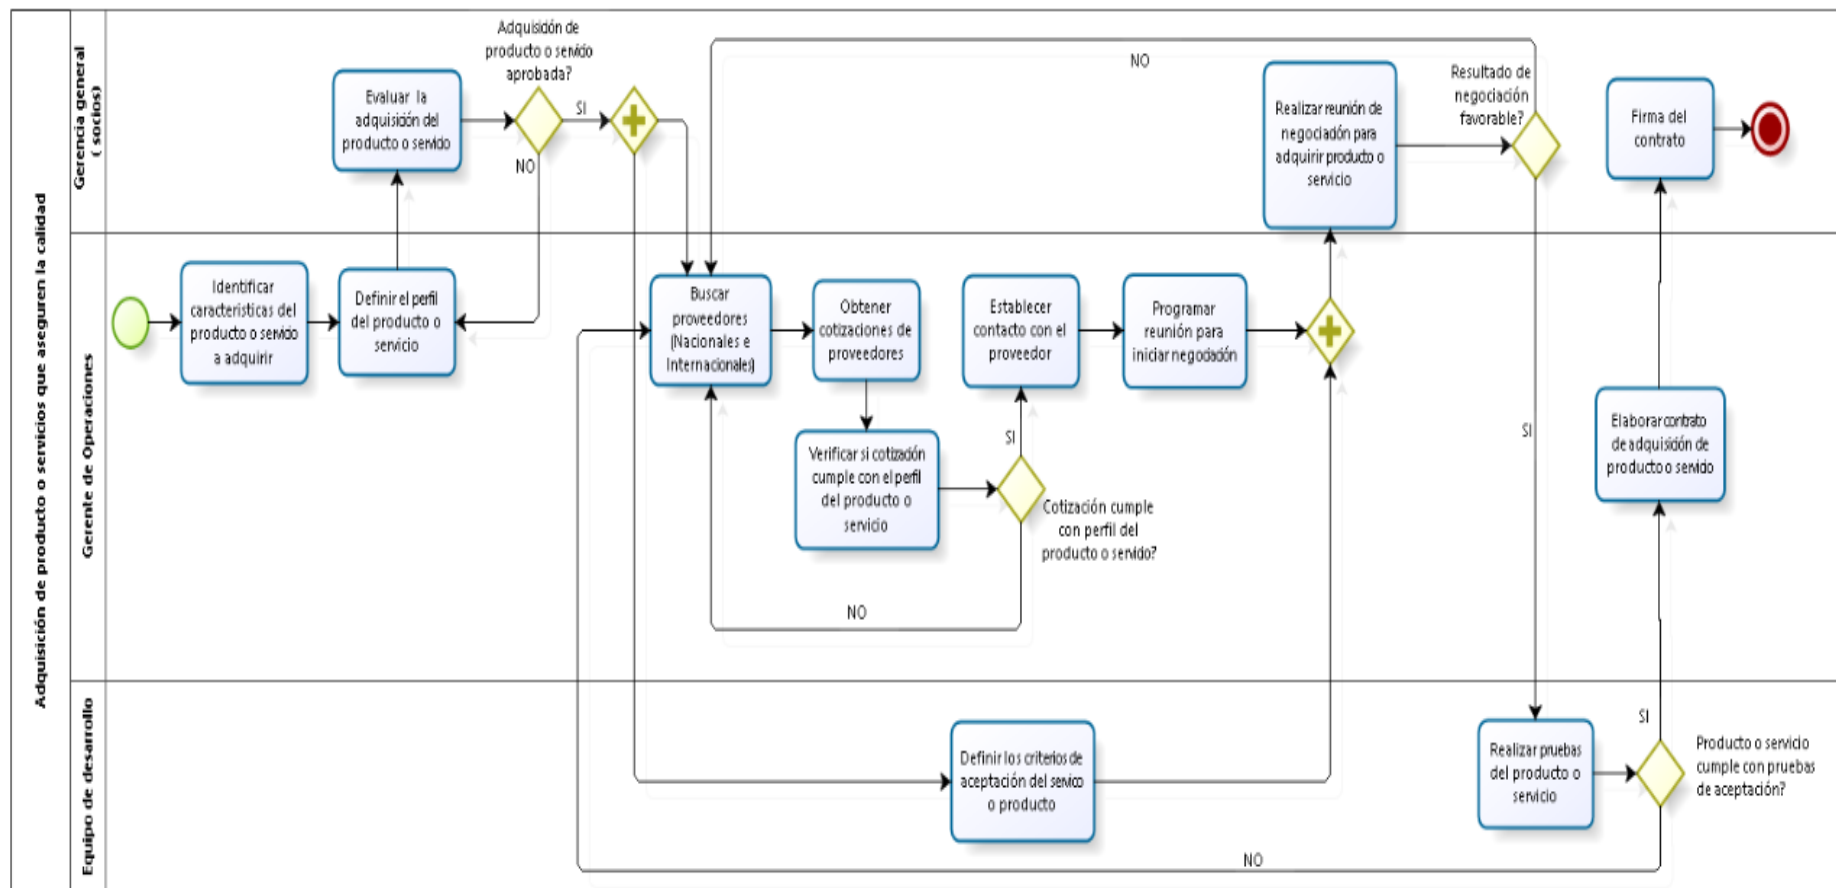 Adquisición de producto o servicios que aseguren la calidad
Gerencia general
( socios)
Adquisición de
producto o servicio
aprobada?
Evaluar la
adquisición del
producto o servicio
SI
NO
NO
Realizar reunión de
negociación para
adquirir producto o
servicio
Resultado de
negociación
favorable?
Firma del
contrato
Gerente de Operaciones
Identificar
características del
producto o servicio
a adquirir
Definir el perfil
del producto o
servicio
Buscar
proveedores
(Nacionales e
Internacionales)
Obtener
cotizaciones de
proveedores
Establecer
contacto con el
proveedor
Programar
reunión para
iniciar negociación
Verificar si cotización
cumple con el perfil
del producto o
servicio
SI
Cotización cumple
con perfil del
producto o servicio?
NO
SI
Elaborar contrato
de adquisición de
producto o servicio
Equipo de desarrollo
Definir los criterios de
aceptación del servicio
o producto
Realizar pruebas
del producto o
servicio
SI
Producto o servicio
cumple con pruebas
de aceptación?
NO